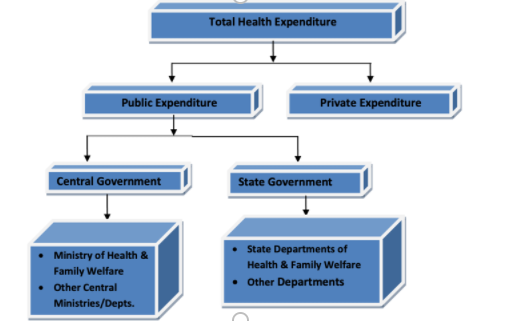 Total Health Expenditure
Public Expenditure
Private Expenditure
Central Government
State Government
• Ministry of Health &
Family Welfare
• Other Central
Ministries/Depts.
• State Departments of
Health & Family Welfare
• Other Departments